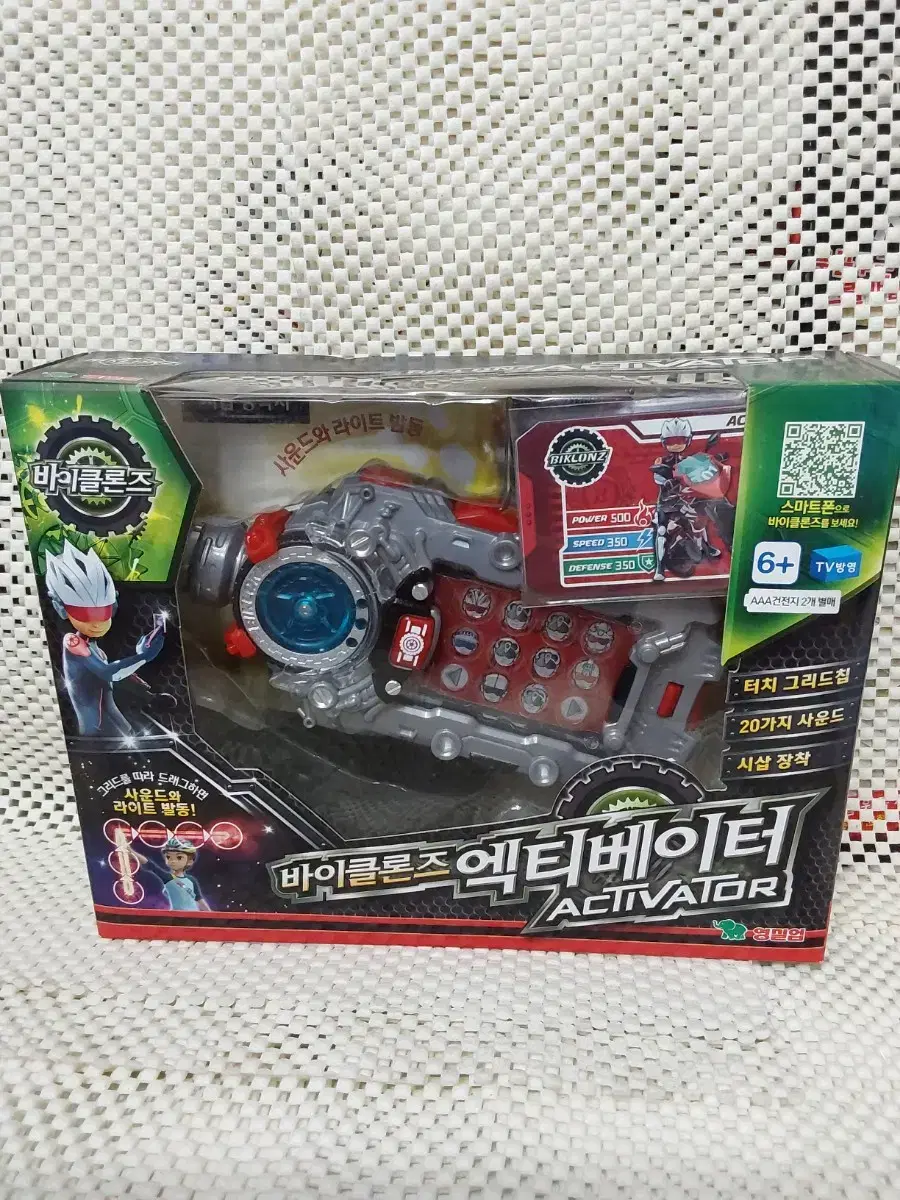 ACTIVATOR
사운드와 라이트 발동
바이클론즈
BIKLONZ
POWER 500
SPEED 350
DEFENSE 350
스마트폰으로
바이클론즈를 보세요!
6+
TV방영
AAA건전지 2개 별매
터치 그리드칩
20가지 사운드
시삽 장착
그리드를 따라 드래그하면
사운드와
라이트 발동!
바이클론즈 엑티베이터
ACTIVATOR
영실업